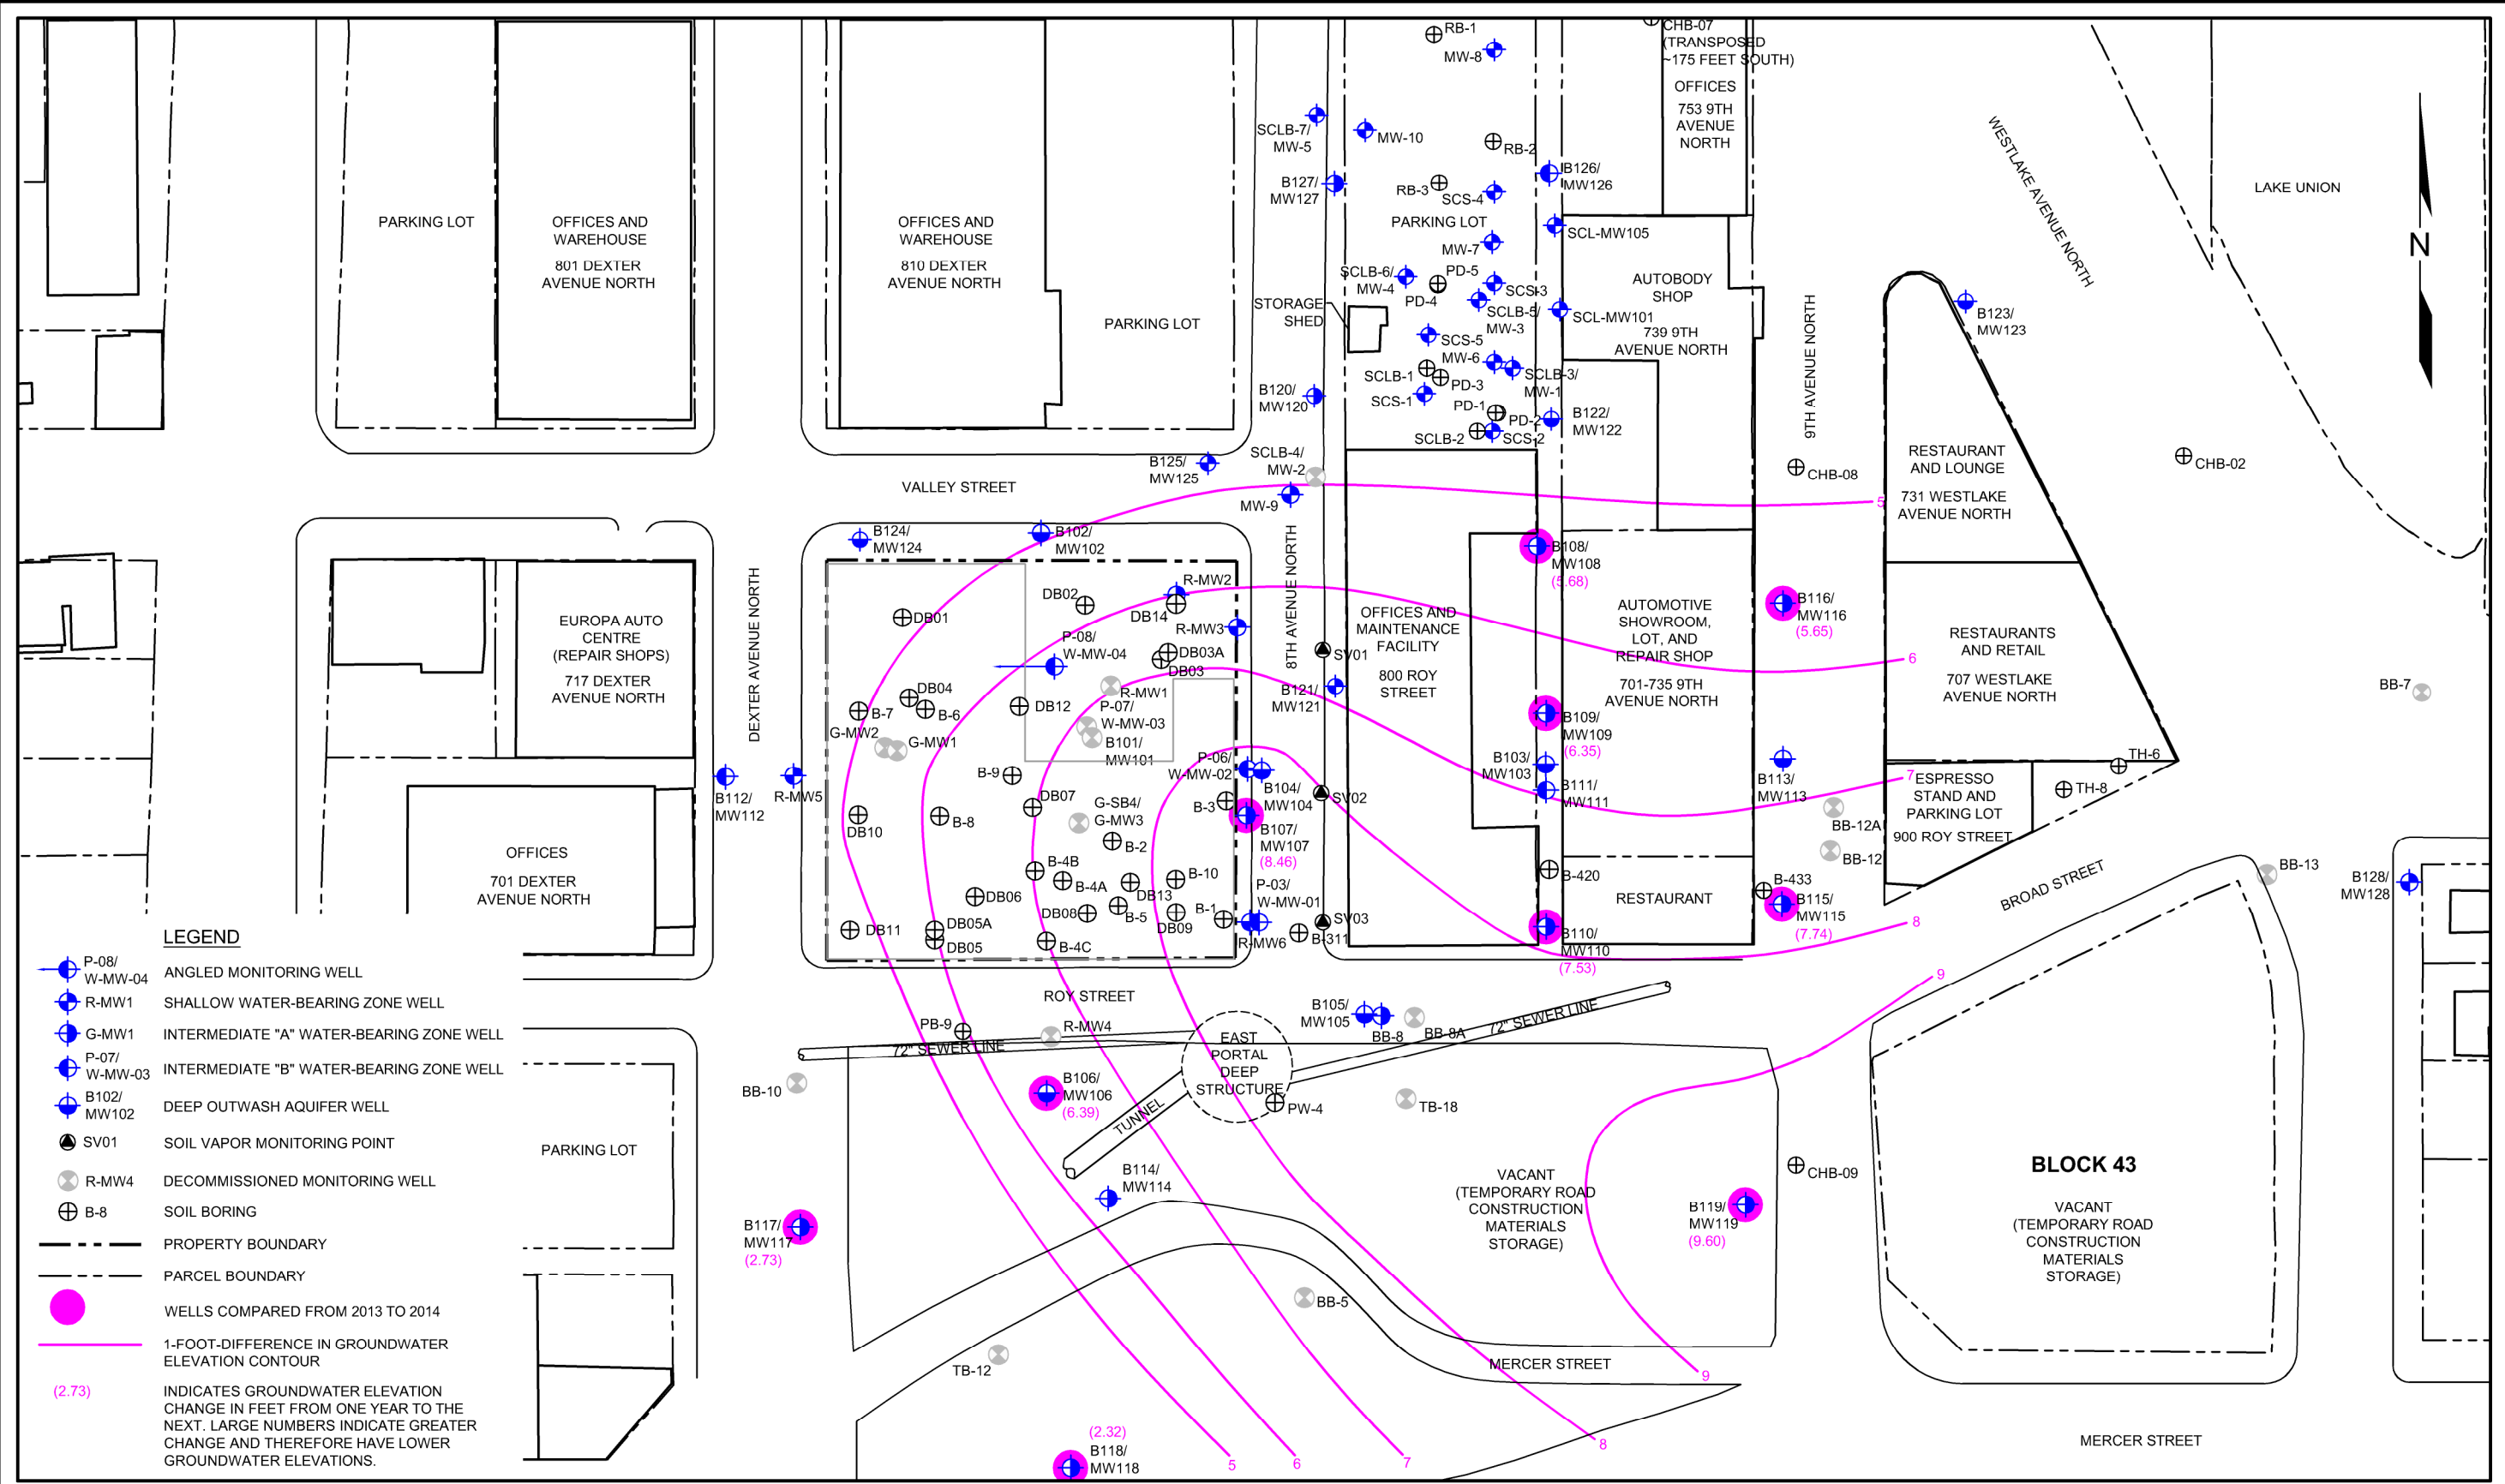 RB-1
MW-8
CHB-07
(TRANSPOSED
~175 FEET SOUTH)
OFFICES
753 9TH
AVENUE
NORTH
WESTLAKE AVENUE NORTH
LAKE UNION
N
PARKING LOT
OFFICES AND
WAREHOUSE
801 DEXTER
AVENUE NORTH
OFFICES AND
WAREHOUSE
810 DEXTER
AVENUE NORTH
PARKING LOT
SCLB-7/
MW-5
MW-10
RB-2
B127/
MW127
RB-3
SCS-4
B126/
MW126
PARKING LOT
SCL-MW105
MW-7
SCLB-6/
MW-4
PD-5
PD-4
SCS-3
SCLB-5/
MW-3
SCL-MW101
AUTOBODY
SHOP
739 9TH
AVENUE NORTH
9TH AVENUE NORTH
B123/
MW123
STORAGE
SHED
SCS-5
MW-6
SCLB-1
PD-3
SCLB-3/
MW-1
SCS-1
PD-1
PD-2
B120/
MW120
B122/
MW122
SCLB-2
SCS-2
B125/
MW125
SCLB-4/
MW-2
MW-9
VALLEY STREET
CHB-08
CHB-02
RESTAURANT
AND LOUNGE
731 WESTLAKE
AVENUE NORTH
5
B124/
MW124
B102/
MW102
8TH AVENUE NORTH
DEXTER AVENUE NORTH
B108/
MW108
(5.68)
B116/
MW116
(5.65)
EUROPA AUTO
CENTRE
(REPAIR SHOPS)
717 DEXTER
AVENUE NORTH
DB01
DB02
R-MW2
DB14
R-MW3
P-08/
W-MW-04
DB03A
DB03
SV01
OFFICES AND
MAINTENANCE
FACILITY
800 ROY
STREET
AUTOMOTIVE
SHOWROOM,
LOT, AND
REPAIR SHOP
701-735 9TH
AVENUE NORTH
RESTAURANTS
AND RETAIL
707 WESTLAKE
AVENUE NORTH
6
BB-7
B-7
DB04
B-6
DB12
R-MW1
P-07/
W-MW-03
B101/
MW101
G-MW2
G-MW1
B121/
MW121
B109/
MW109
(6.35)
B103/
MW103
B111/
MW111
B113/
MW113
B112/
MW112
R-MW5
B-9
P-06/
W-MW-02
B104/
MW104
SV02
7
ESPRESSO
STAND AND
PARKING LOT
900 ROY STREET
TH-6
TH-8
DB10
B-8
DB07
G-SB4/
G-MW3
B-2
B-3
B107/
MW107
(8.46)
BB-12A
BB-12
BB-13
OFFICES
701 DEXTER
AVENUE NORTH
B-4B
B-4A
DB13
B-10
P-03/
W-MW-01
B-420
RESTAURANT
B-433
B115/
MW115
(7.74)
BROAD STREET
B128/
MW128
DB06
DB08
B-5
DB09
B-1
DB11
DB05A
DB05
B-4C
R-MW6
B-311
SV03
B110/
MW110
(7.53)
8
9
ROY STREET
PB-9
R-MW4
72" SEWER LINE
EAST
PORTAL
DEEP
STRUCTURE
B105/
MW105
BB-8
BB-8A
72" SEWER LINE
BB-10
B106/
MW106
(6.39)
TUNNEL
PW-4
TB-18
PARKING LOT
B114/
MW114
VACANT
(TEMPORARY ROAD
CONSTRUCTION
MATERIALS
STORAGE)
CHB-09
B119/
MW119
(9.60)
BLOCK 43
VACANT
(TEMPORARY ROAD
CONSTRUCTION
MATERIALS
STORAGE)
B117/
MW117
(2.73)
BB-5
TB-12
MERCER STREET
9
MERCER STREET
(2.32)
B118/
MW118
5
6
7
8
LEGEND
P-08/
W-MW-04
ANGLED MONITORING WELL
R-MW1
SHALLOW WATER-BEARING ZONE WELL
G-MW1
INTERMEDIATE "A" WATER-BEARING ZONE WELL
P-07/
W-MW-03
INTERMEDIATE "B" WATER-BEARING ZONE WELL
B102/
MW102
DEEP OUTWASH AQUIFER WELL
SV01
SOIL VAPOR MONITORING POINT
R-MW4
DECOMMISSIONED MONITORING WELL
B-8
SOIL BORING
PROPERTY BOUNDARY
PARCEL BOUNDARY
WELLS COMPARED FROM 2013 TO 2014
1-FOOT-DIFFERENCE IN GROUNDWATER
ELEVATION CONTOUR
(2.73)
INDICATES GROUNDWATER ELEVATION
CHANGE IN FEET FROM ONE YEAR TO THE
NEXT. LARGE NUMBERS INDICATE GREATER
CHANGE AND THEREFORE HAVE LOWER
GROUNDWATER ELEVATIONS.